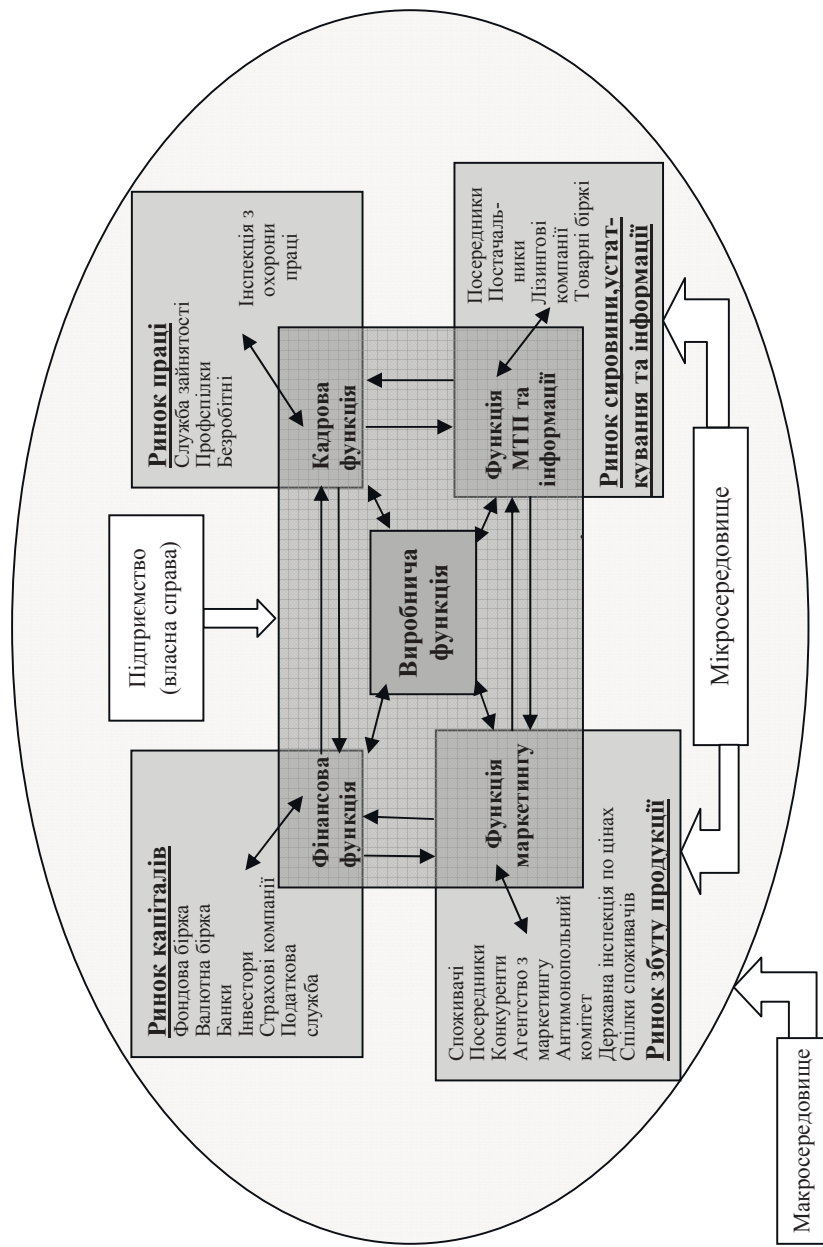 Підприємство
(власна справа)
Ринок капіталів
Фондова біржа
Валютна біржа
Банки
Інвестори
Страхові компанії
Податкова
служба
Фінансова
функція
Ринок праці
Служба зайнятості
Профспілки
Безробітні
Інспекція з
охорони
праці
Кадрова
функція
Виробнича
функція
Споживачі
Посередники
Конкуренти
Агентство з
маркетингу
Антимонопольний
комітет
Державна інспекція по цінах
Спілки споживачів
Ринок збуту продукції
Функція
маркетингу
Функція
МТП та
інформації
Посередники
Постачаль-
ники
Лізингові
компанії
Товарні біржі
Ринок сировини,устат-
кування та інформації
Мікросередовище
Макросередовище